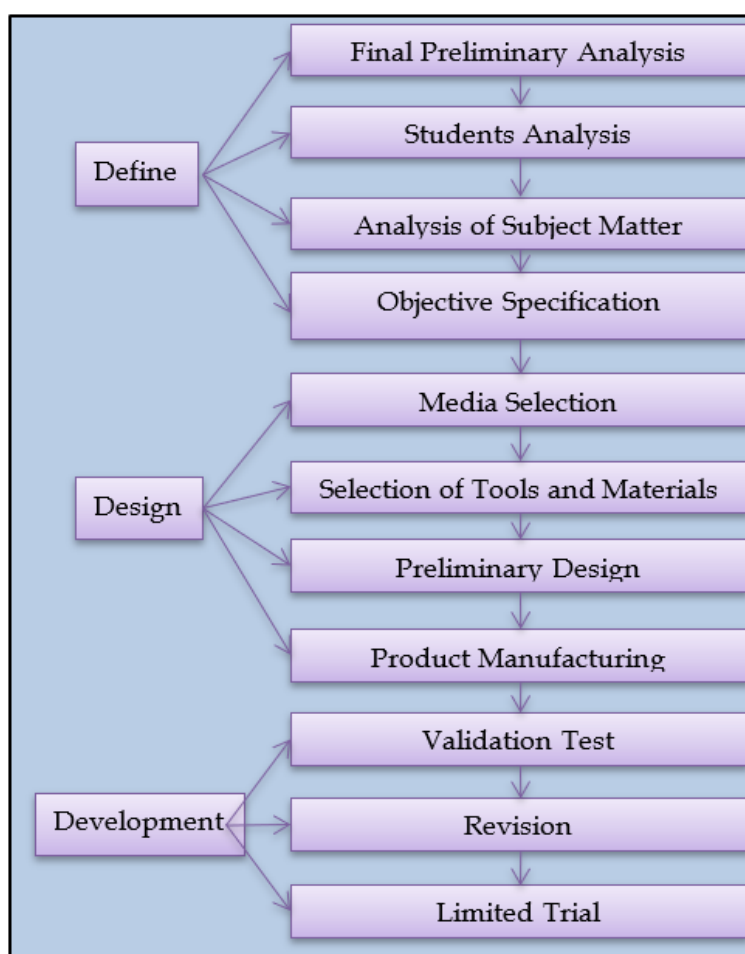 Define
Final Preliminary Analysis
Students Analysis
Analysis of Subject Matter
Objective Specification
Design
Media Selection
Selection of Tools and Materials
Preliminary Design
Product Manufacturing
Development
Validation Test
Revision
Limited Trial